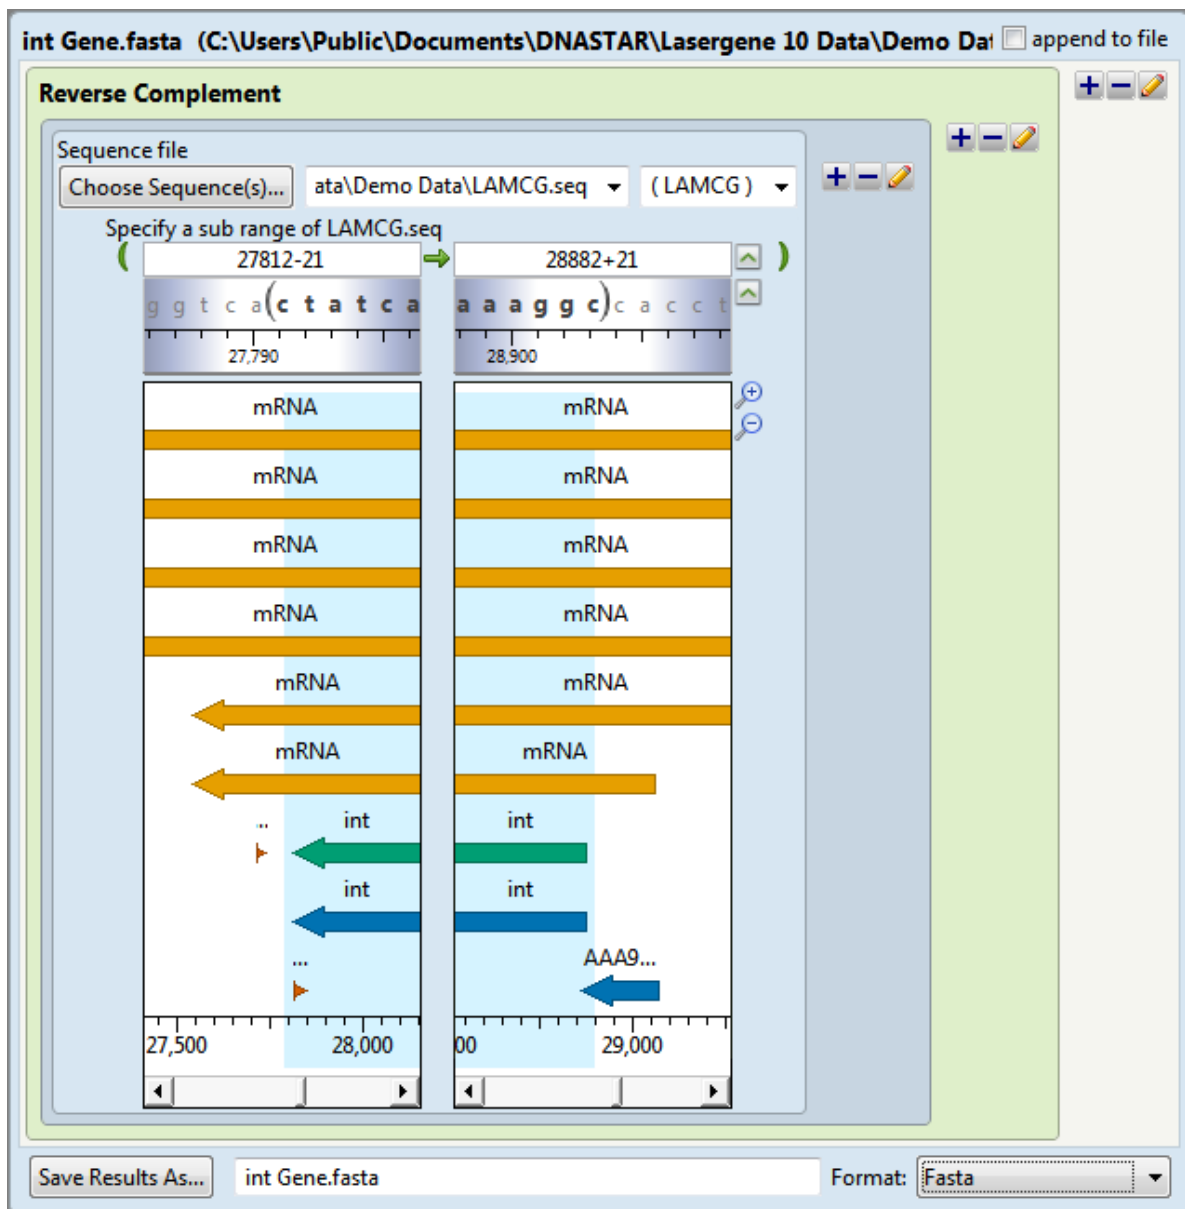 int Gene.fasta (C:\Users\Public\Documents\DNASTAR\Lasergene 10 Data\Demo Dat append to file
Reverse Complement
Sequence file
Choose Sequence(s)... ata\Demo Data\LAMCG.seq ( LAMCG )
Specify a sub range of LAMCG.seq
( 27812-21 28882+21 )
g g t c a ( c t a t c a a a a g g c ) c a c c t
27,790 28,900
mRNA mRNA
mRNA mRNA
mRNA mRNA
mRNA mRNA
mRNA mRNA
mRNA mRNA
... int int
int int
... AAA9...
27,500 28,000 00 29,000
Save Results As... int Gene.fasta Format: Fasta